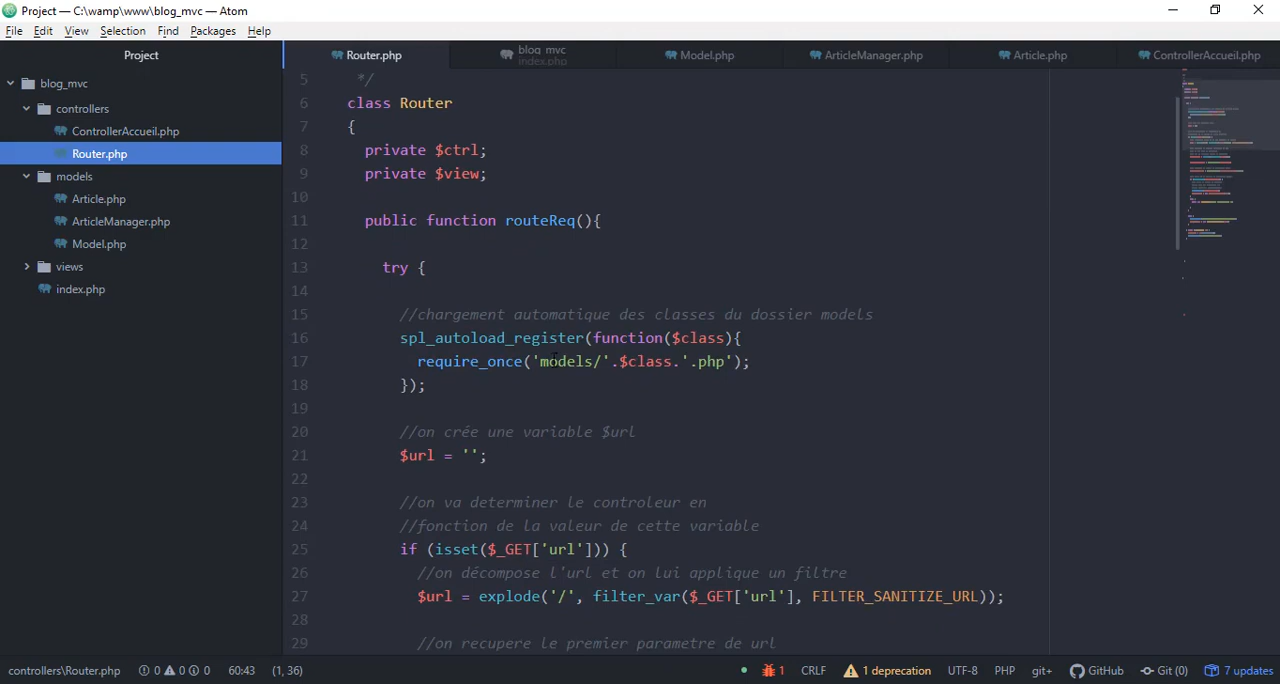 Project — C:\wamp\www\blog_mvc — Atom
File Edit View Selection Find Packages Help
Project
Router.php
blog_mvc
index.php
Model.php
ArticleManager.php
Article.php
ControllerAccueil.php
blog_mvc
controllers
ControllerAccueil.php
Router.php
models
Article.php
ArticleManager.php
Model.php
views
index.php
5 */
6 class Router
7 {
8 private $ctrl;
9 private $view;
10
11 public function routeReq(){
12
13 try {
14
15 //chargement automatique des classes du dossier models
16 spl_autoload_register(function($class){
17 require_once('models/'.$class.'.php');
18 });
19
20 //on crée une variable $url
21 $url = '';
22
23 //on va determiner le controleur en
24 //fonction de la valeur de cette variable
25 if (isset($_GET['url'])) {
26 //on décompose l'url et on lui applique un filtre
27 $url = explode('/', filter_var($_GET['url'], FILTER_SANITIZE_URL));
28
29 //on recupere le premier parametre de url
controllers\Router.php 0 0 0 60:43 (1, 36) 1 CRLF 1 deprecation UTF-8 PHP git+ GitHub Git (0) 7 updates